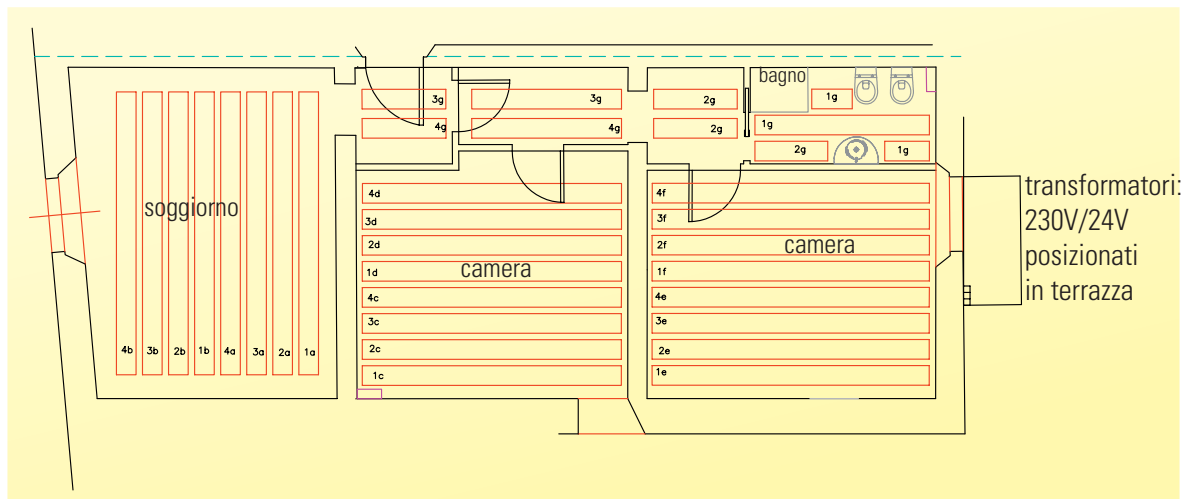 bagno
3g
3g
2g
1g
4g
4g
2g
1g
2g
1g
soggiorno
4b 3b 2b 1b 4a 3a 2a 1a
4d
3d
2d
1d
4c
3c
2c
1c
camera
4f
3f
2f
1f
4e
3e
2e
1e
camera
transformatori:
230V/24V
posizionati
in terrazza